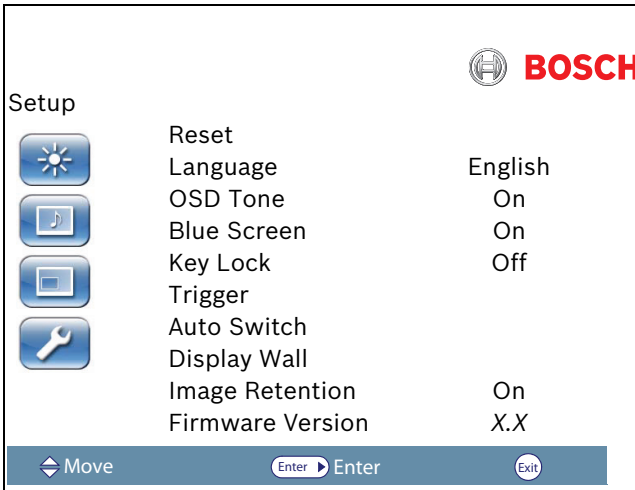 BOSCH
Setup
Reset
Language English
OSD Tone On
Blue Screen On
Key Lock Off
Trigger
Auto Switch
Display Wall
Image Retention On
Firmware Version X.X
Move Enter Enter Exit